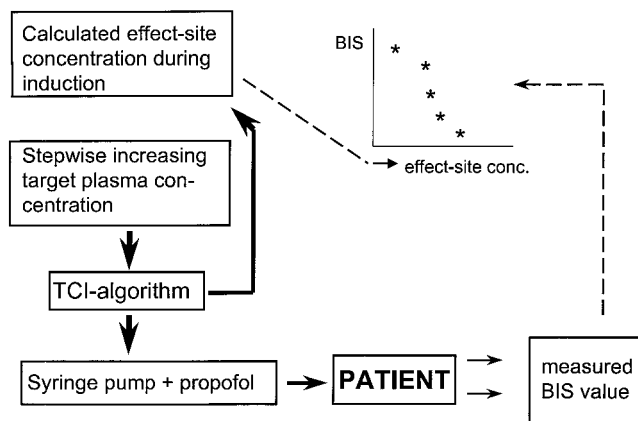 Calculated effect-site
concentration during
induction
BIS
*
*
*
*
*
effect-site conc.
Stepwise increasing
target plasma con-
centration
TCI-algorithm
Syringe pump + propofol
PATIENT
measured
BIS value